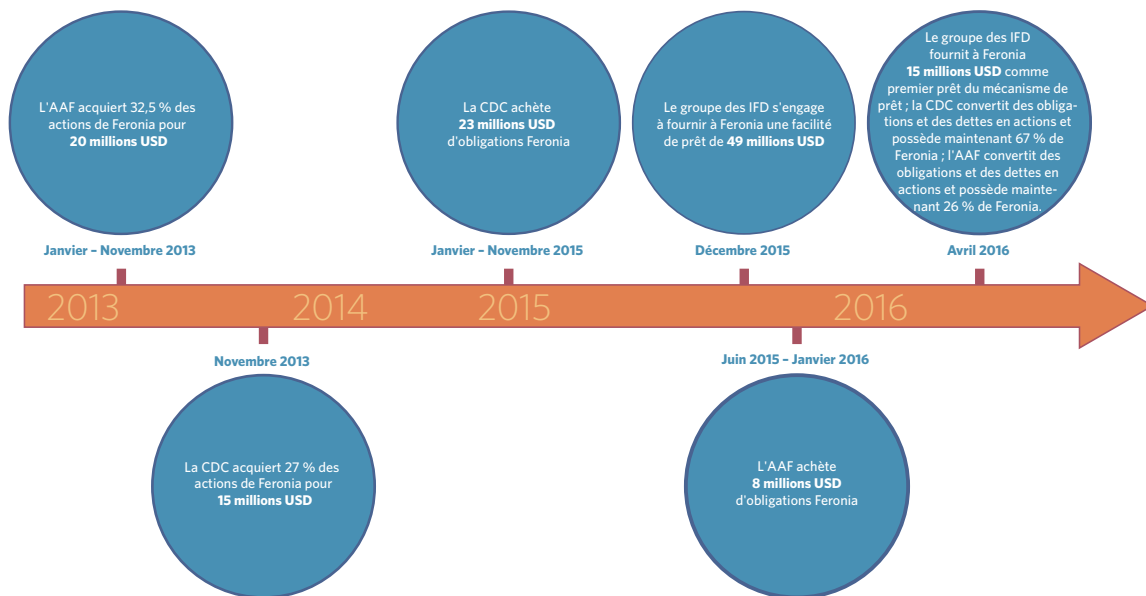 L'AAF acquiert 32,5 % des
actions de Feronia pour
20 millions USD
Janvier – Novembre 2013
La CDC achète
23 millions USD
d'obligations Feronia
Janvier – Novembre 2015
Le groupe des IFD s'engage
à fournir à Feronia une facilité
de prêt de 49 millions USD
Décembre 2015
Le groupe des IFD
fournit à Feronia
15 millions USD comme
premier prêt du mécanisme de
prêt ; la CDC convertit des obliga-
tions et des dettes en actions et
possède maintenant 67 % de
Feronia ; l'AAF convertit des
obligations et des dettes en
actions et possède mainte-
nant 26 % de Feronia.
Avril 2016
2013
2014
2015
2016
Novembre 2013
La CDC acquiert 27 % des
actions de Feronia pour
15 millions USD
Juin 2015 – Janvier 2016
L'AAF achète
8 millions USD
d'obligations Feronia